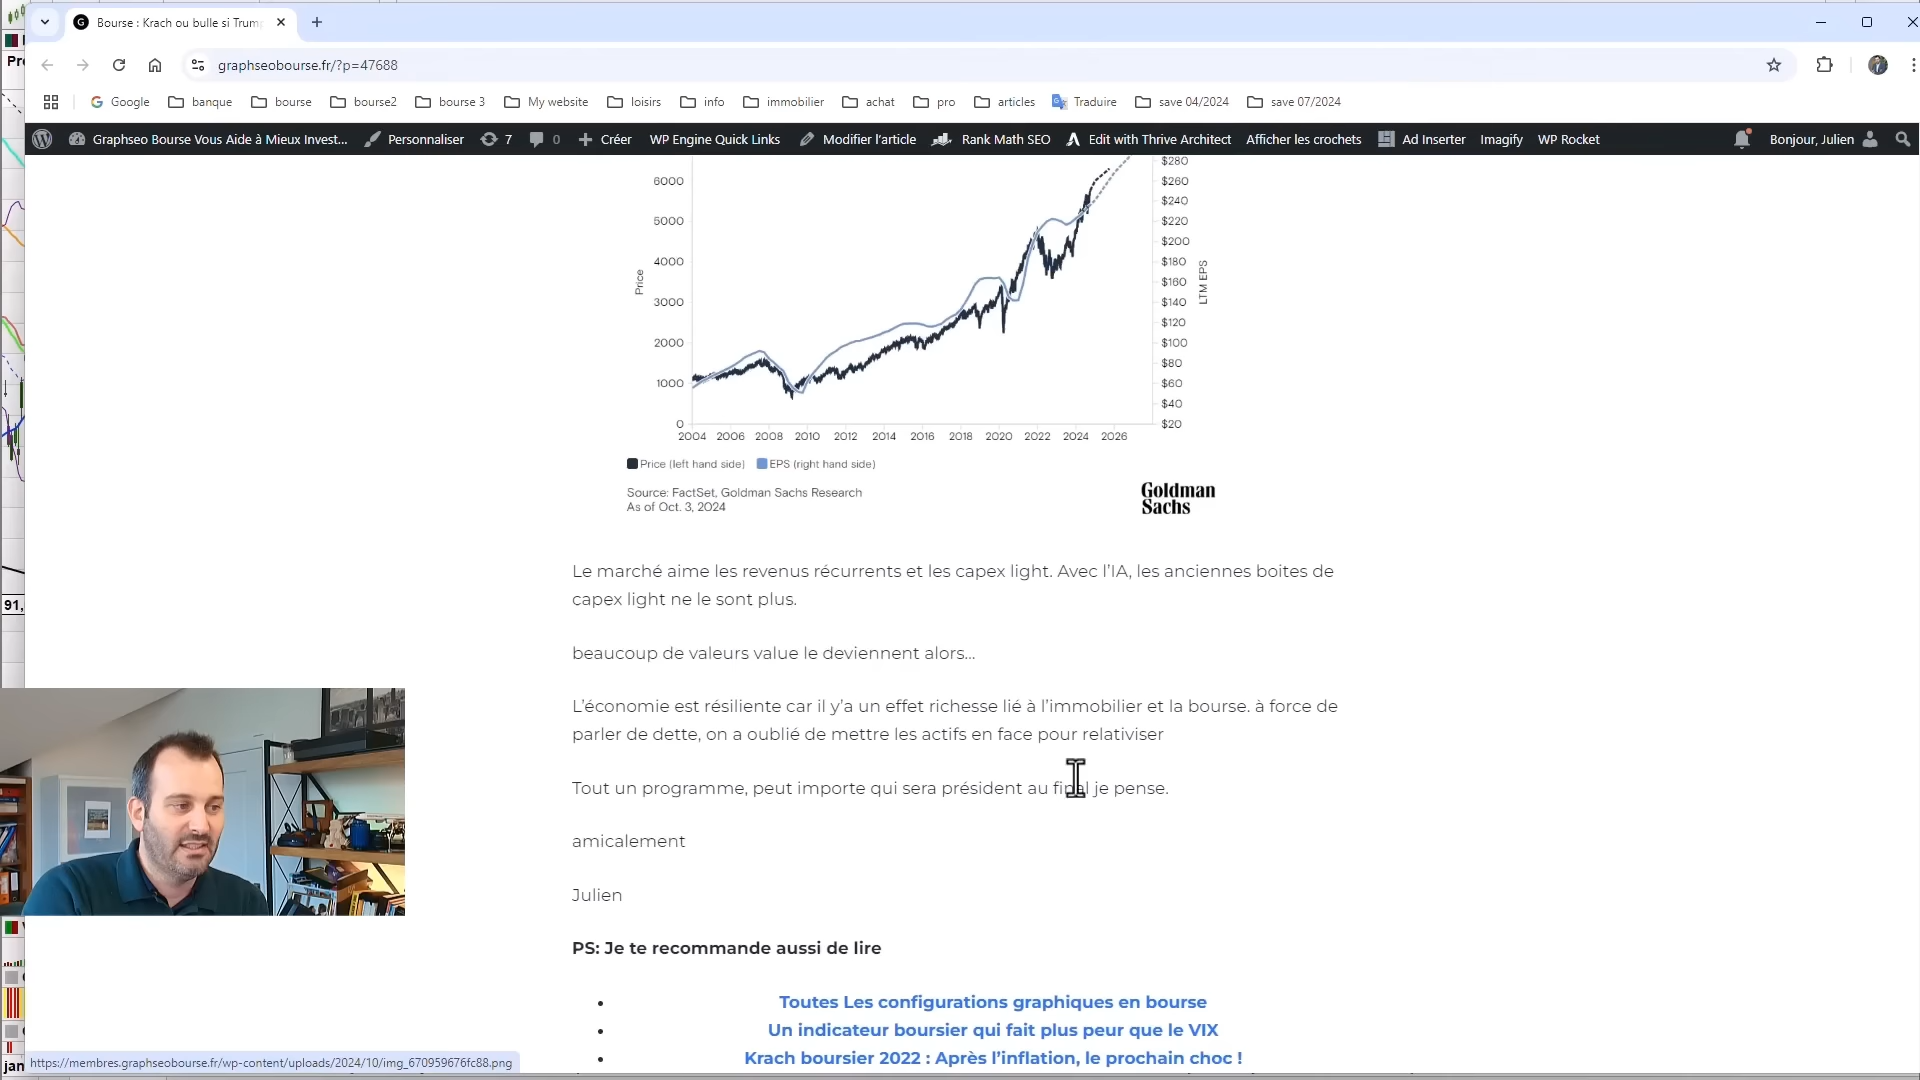 Bourse : Krach ou bulle si Trum
graphseobourse.fr/?p=47688
Google banque bourse bourse2 bourse 3 My website loisirs info immobilier achat pro articles Traduire save 04/2024 save 07/2024
Graphseo Bourse Vous Aide à Mieux Invest... Personnaliser 7 0 Créer WP Engine Quick Links Modifier l'article Rank Math SEO Edit with Thrive Architect Afficher les crochets Ad Inserter Imagify WP Rocket Bonjour, Julien
$280
6000 $260
$240
5000 $220
$200
4000 $180
Price $160 LTM EPS
3000 $140
$120
2000 $100
$80
1000 $60
$40
0 $20
2004 2006 2008 2010 2012 2014 2016 2018 2020 2022 2024 2026
Price (left hand side) EPS (right hand side)
Source: FactSet, Goldman Sachs Research
As of Oct. 3, 2024
Goldman
Sachs
Le marché aime les revenus récurrents et les capex light. Avec l'IA, les anciennes boites de
capex light ne le sont plus.
beaucoup de valeurs value le deviennent alors...
L'économie est résiliente car il y'a un effet richesse lié à l'immobilier et la bourse. à force de
parler de dette, on a oublié de mettre les actifs en face pour relativiser
Tout un programme, peut importe qui sera président au final je pense.
amicalement
Julien
PS: Je te recommande aussi de lire
• Toutes Les configurations graphiques en bourse
• Un indicateur boursier qui fait plus peur que le VIX
• Krach boursier 2022 : Après l'inflation, le prochain choc !
https://membres.graphseobourse.fr/wp-content/uploads/2024/10/img_670959676fc88.png
Pr
91,
jan